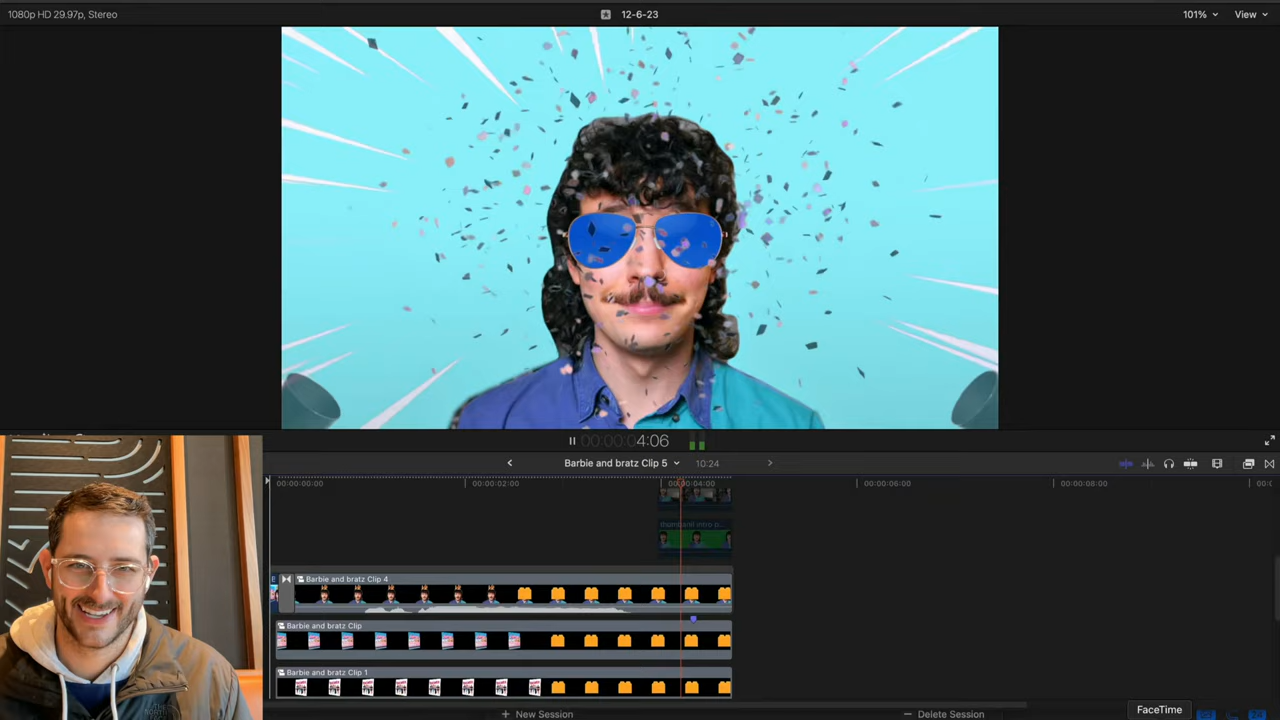 1080p HD 29.97p, Stereo
12-6-23
101%
View
00:00:04:06
Barbie and bratz Clip 5
10:24
00:00:00:00
00:00:02:00
00:00:04:00
00:00:06:00
00:00:08:00
thumbnail intro p...
Barbie and bratz Clip 4
Barbie and bratz Clip
Barbie and bratz Clip 1
New Session
Delete Session
FaceTime